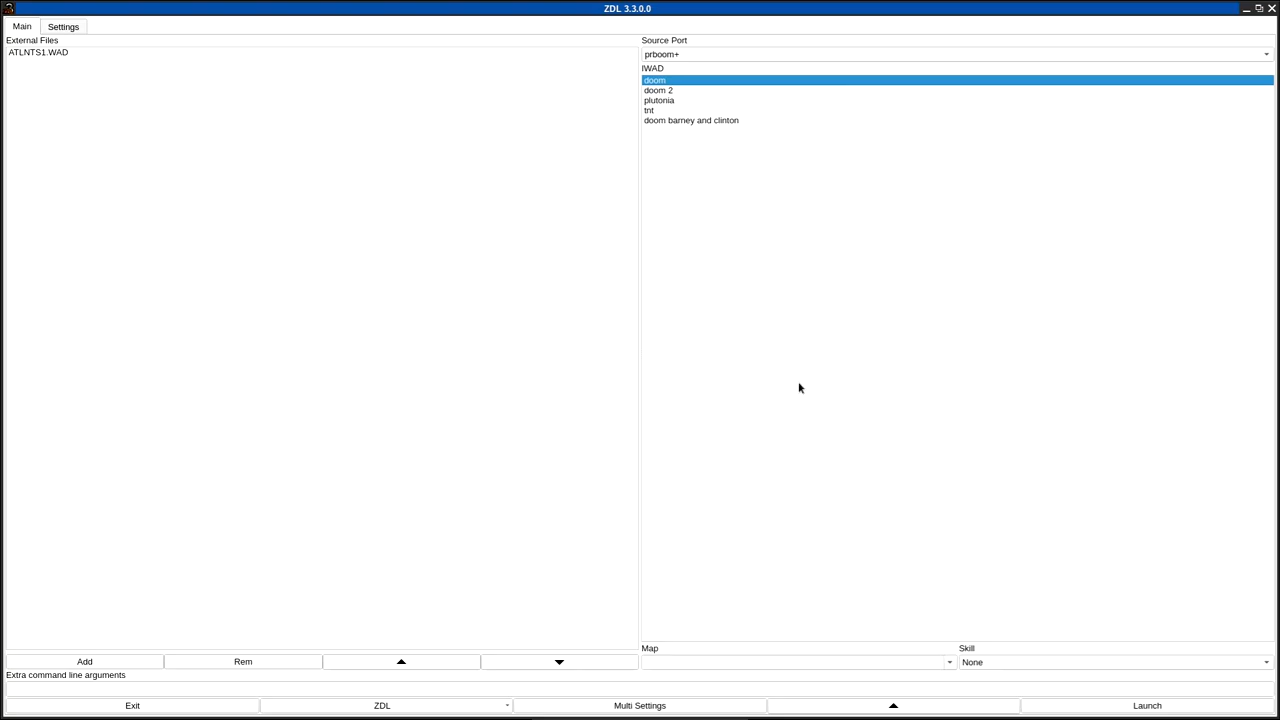 ZDL 3.3.0.0
Main
Settings
External Files
ATLNTS1.WAD
Source Port
prboom+
IWAD
doom
doom 2
plutonia
tnt
doom barney and clinton
Add
Rem
Map
Skill
None
Extra command line arguments
Exit
ZDL
Multi Settings
Launch